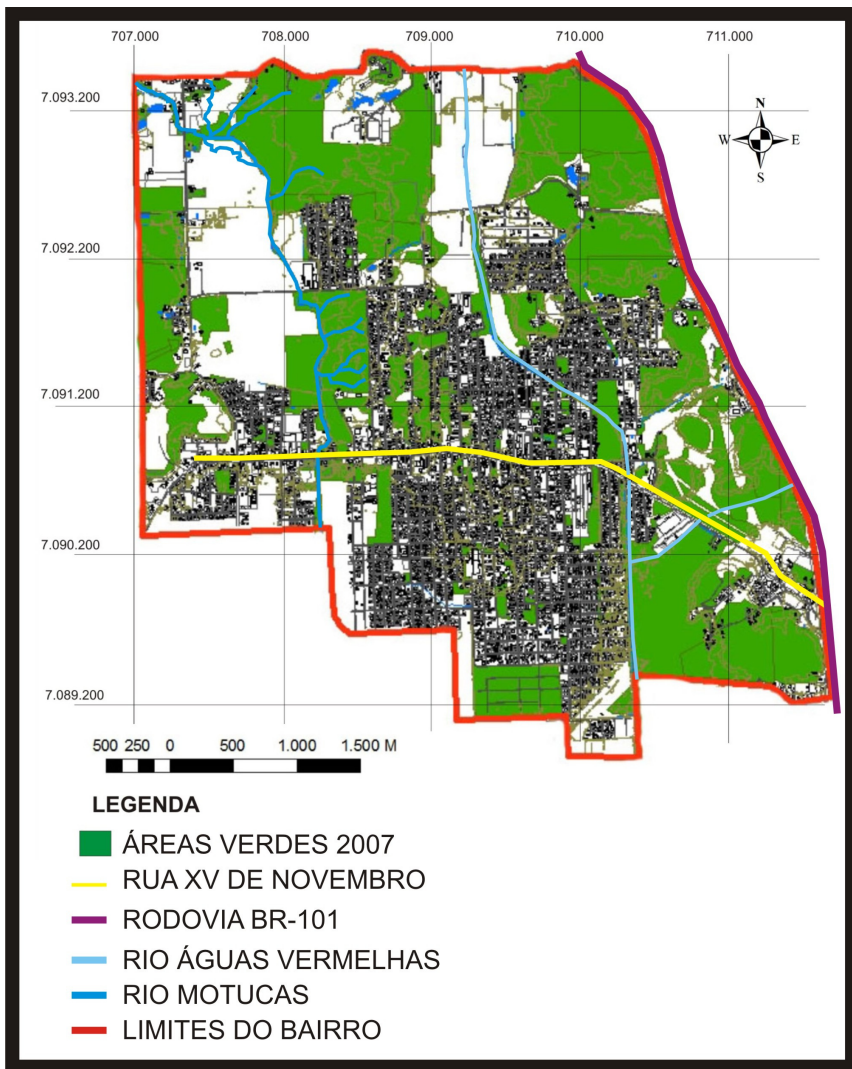 707.000 708.000 709.000 710.000 711.000
7.093.200
N
W E
S
7.092.200
7.091.200
7.090.200
7.089.200
500 250 0 500 1.000 1.500 M
LEGENDA
ÁREAS VERDES 2007
RUA XV DE NOVEMBRO
RODOVIA BR-101
RIO ÁGUAS VERMELHAS
RIO MOTUCAS
LIMITES DO BAIRRO